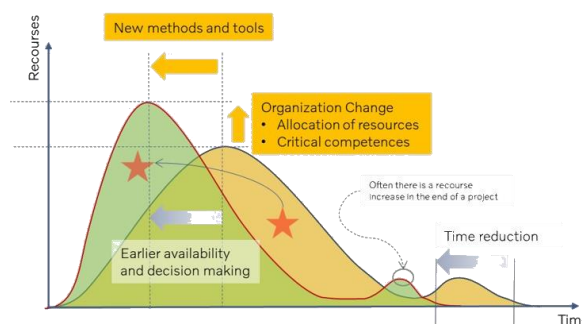 New methods and tools
Recourses
Organization Change
• Allocation of resources
• Critical competences
Often there is a recourse
increase in the end of a project
Time reduction
Earlier availability
and decision making
Tim